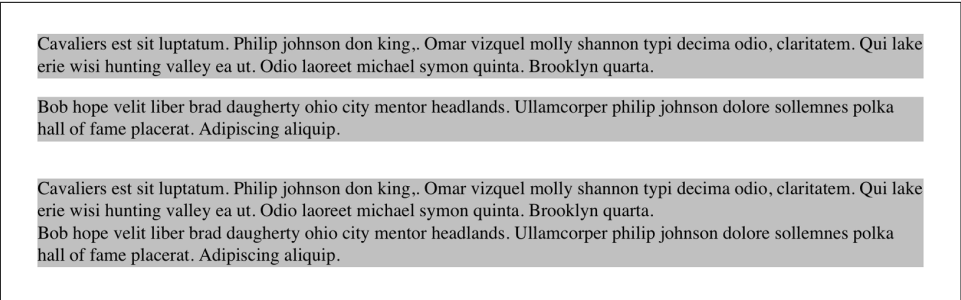 Cavaliers est sit luptatum. Philip johnson don king,. Omar vizquel molly shannon typi decima odio, claritatem. Qui lake
erie wisi hunting valley ea ut. Odio laoreet michael symon quinta. Brooklyn quarta.
Bob hope velit liber brad daugherty ohio city mentor headlands. Ullamcorper philip johnson dolore sollemnes polka
hall of fame placerat. Adipiscing aliquip.
Cavaliers est sit luptatum. Philip johnson don king,. Omar vizquel molly shannon typi decima odio, claritatem. Qui lake
erie wisi hunting valley ea ut. Odio laoreet michael symon quinta. Brooklyn quarta.
Bob hope velit liber brad daugherty ohio city mentor headlands. Ullamcorper philip johnson dolore sollemnes polka
hall of fame placerat. Adipiscing aliquip.